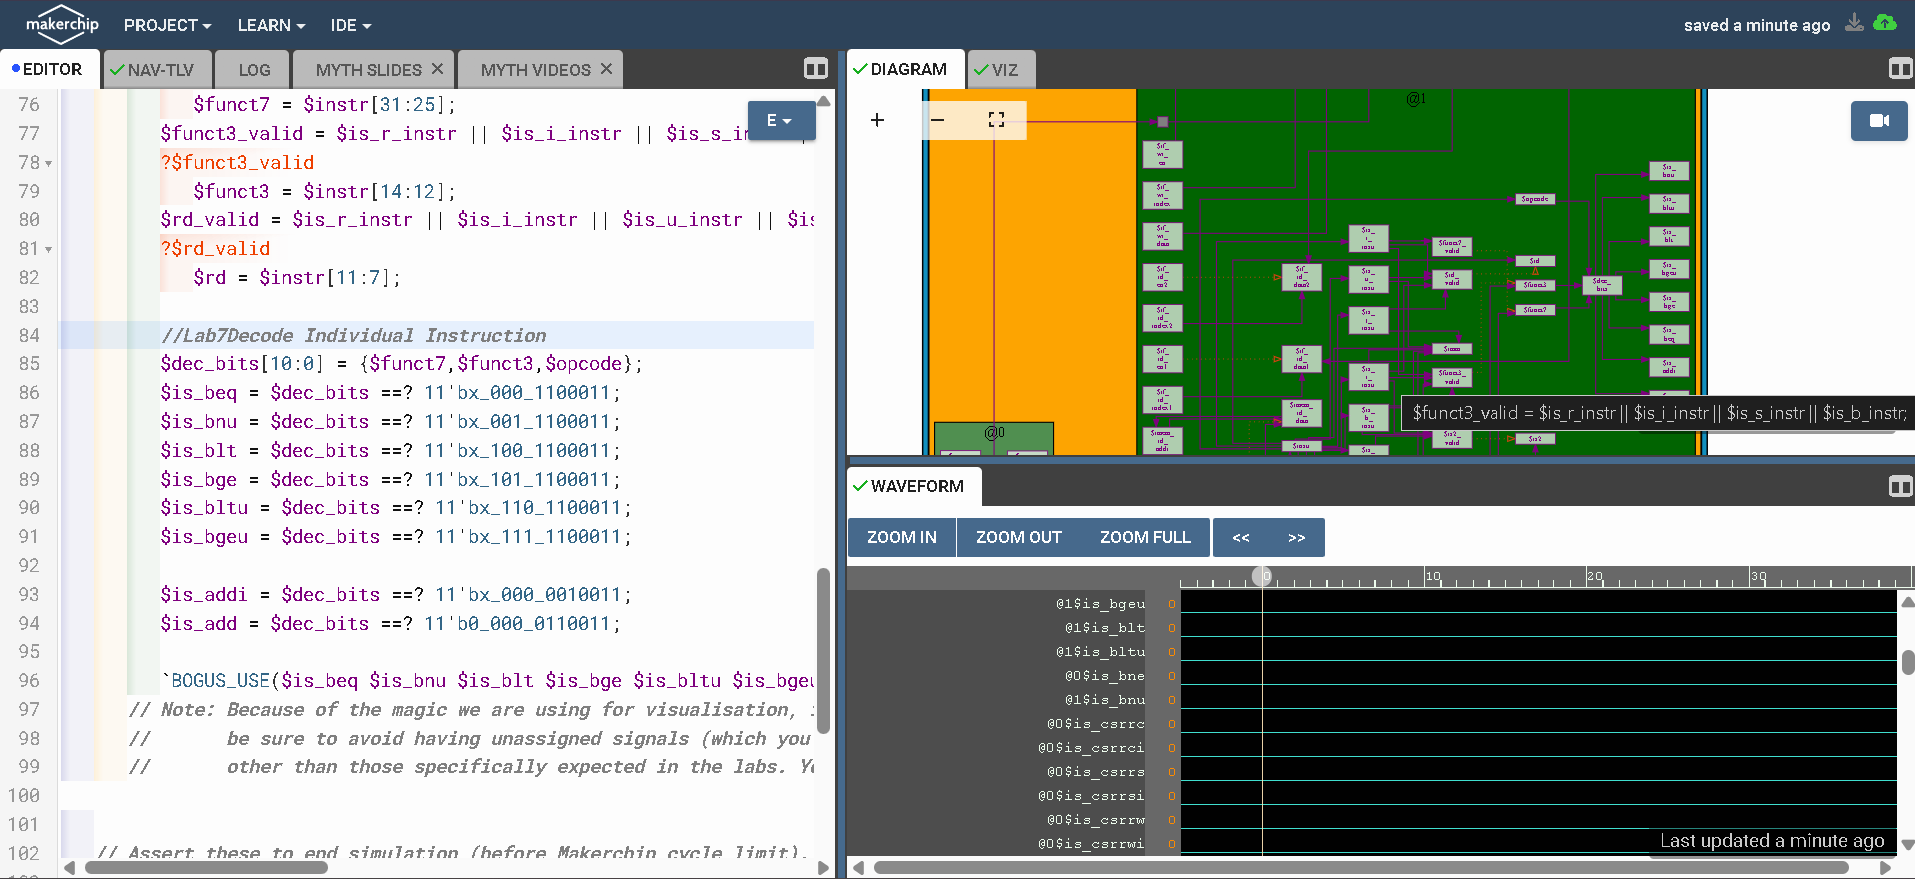 makerchip
PROJECT LEARN IDE
saved a minute ago
EDITOR NAV-TLV LOG MYTH SLIDES MYTH VIDEOS
E
76 $funct7 = $instr[31:25];
77 $funct3_valid = $is_r_instr || $is_i_instr || $is_s_in
78 ?$funct3_valid
79 $funct3 = $instr[14:12];
80 $rd_valid = $is_r_instr || $is_i_instr || $is_u_instr || $is
81 ?$rd_valid
82 $rd = $instr[11:7];
83
84 //Lab7Decode Individual Instruction
85 $dec_bits[10:0] = {$funct7,$funct3,$opcode};
86 $is_beq = $dec_bits ==? 11'bx_000_1100011;
87 $is_bnu = $dec_bits ==? 11'bx_001_1100011;
88 $is_blt = $dec_bits ==? 11'bx_100_1100011;
89 $is_bge = $dec_bits ==? 11'bx_101_1100011;
90 $is_bltu = $dec_bits ==? 11'bx_110_1100011;
91 $is_bgeu = $dec_bits ==? 11'bx_111_1100011;
92
93 $is_addi = $dec_bits ==? 11'bx_000_0010011;
94 $is_add = $dec_bits ==? 11'b0_000_0110011;
95
96 `BOGUS_USE($is_beq $is_bnu $is_blt $is_bge $is_bltu $is_bgeu
97 // Note: Because of the magic we are using for visualisation,
98 // be sure to avoid having unassigned signals (which you
99 // other than those specifically expected in the labs.
100
101
102 // Assert these to end simulation (before Makerchip cycle limit).
DIAGRAM VIZ
@1
@0
$opcode
$rd
$funct3
$funct7
$funct3_valid = $is_r_instr || $is_i_instr || $is_s_instr || $is_b_instr;
WAVEFORM
ZOOM IN ZOOM OUT ZOOM FULL << >>
0 10 20 30
@1$is_bgeu 0
@1$is_blt 0
@1$is_bltu 0
@0$is_bne 0
@1$is_bnu 0
@0$is_csrrc 0
@0$is_csrrci 0
@0$is_csrrs 0
@0$is_csrrsi 0
@0$is_csrrw 0
@0$is_csrrwi 0
Last updated a minute ago